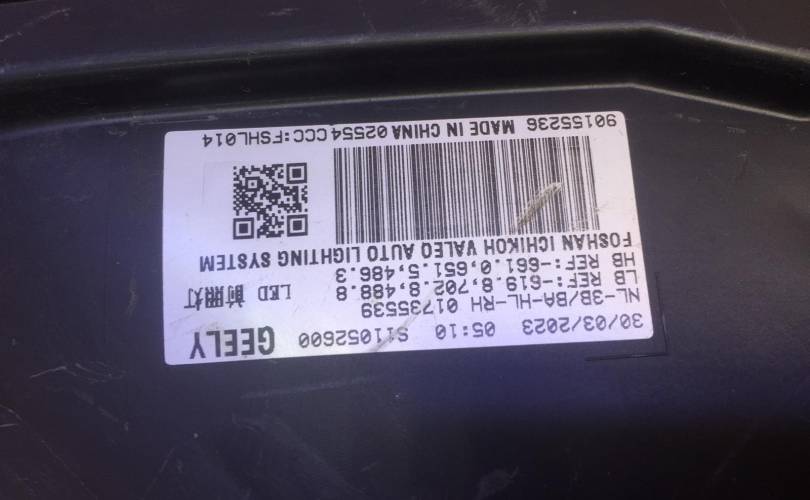 30/03/2023 05:10 S11052600 GEELY
NL-3B/BA-HL-RH 01735539
LB REF:-619.8,702.8,488.8 LED 前照灯
HB REF:-661.0,651.5,486.3
FOSHAN ICHIKOH VALEO AUTO LIGHTING SYSTEM
90155236 MADE IN CHINA 02554 CCC:FSHL014